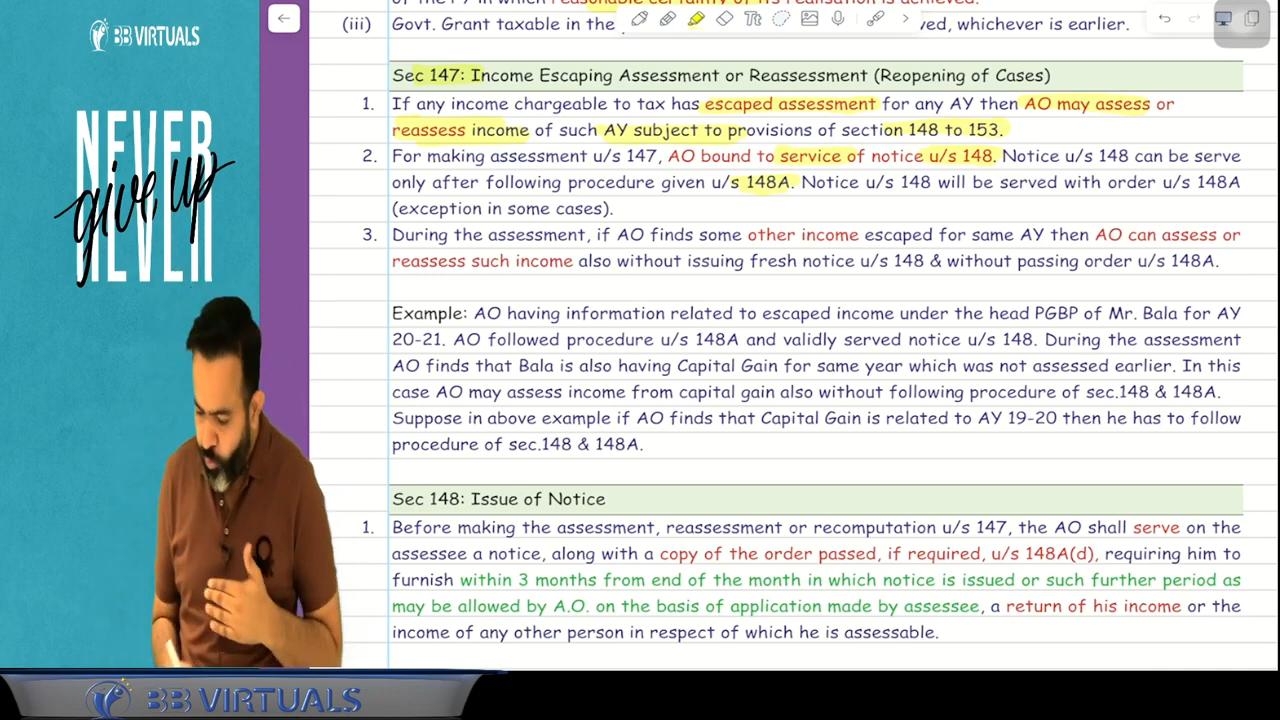 BB VIRTUALS
NEVER
give up
NEVER
of the PY in which reasonable certainty of its realisation is achieved.
(iii) Govt. Grant taxable in the ved, whichever is earlier.
Sec 147: Income Escaping Assessment or Reassessment (Reopening of Cases)
1. If any income chargeable to tax has escaped assessment for any AY then AO may assess or
reassess income of such AY subject to provisions of section 148 to 153.
2. For making assessment u/s 147, AO bound to service of notice u/s 148. Notice u/s 148 can be serve
only after following procedure given u/s 148A. Notice u/s 148 will be served with order u/s 148A
(exception in some cases).
3. During the assessment, if AO finds some other income escaped for same AY then AO can assess or
reassess such income also without issuing fresh notice u/s 148 & without passing order u/s 148A.
Example: AO having information related to escaped income under the head PGBP of Mr. Bala for AY
20-21. AO followed procedure u/s 148A and validly served notice u/s 148. During the assessment
AO finds that Bala is also having Capital Gain for same year which was not assessed earlier. In this
case AO may assess income from capital gain also without following procedure of sec.148 & 148A.
Suppose in above example if AO finds that Capital Gain is related to AY 19-20 then he has to follow
procedure of sec.148 & 148A.
Sec 148: Issue of Notice
1. Before making the assessment, reassessment or recomputation u/s 147, the AO shall serve on the
assessee a notice, along with a copy of the order passed, if required, u/s 148A(d), requiring him to
furnish within 3 months from end of the month in which notice is issued or such further period as
may be allowed by A.O. on the basis of application made by assessee, a return of his income or the
income of any other person in respect of which he is assessable.
BB VIRTUALS